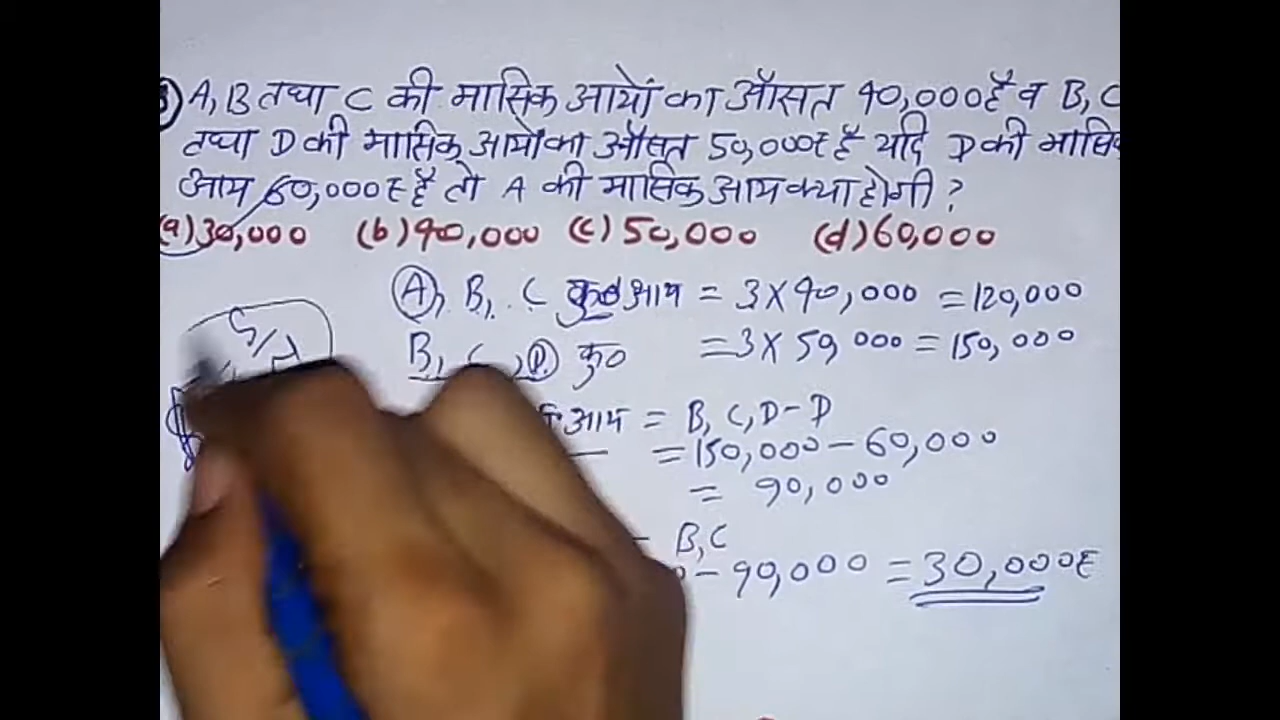 A, B तथा C की मासिक आयों का औसत 40,000 है व B, C
तथा D की मासिक आयों का औसत 50,000₹ है यदि D की मासिक
आय 60,000₹ है तो A की मासिक आय क्या होगी ?
(a) 30,000 (b) 40,000 (c) 50,000 (d) 60,000
A, B, C कुल आय = 3 X 40,000 = 120,000
B, C, D कुल = 3 X 50,000 = 150,000
आय = B, C, D - D
= 150,000 - 60,000
= 90,000
- B, C
- 90,000 = 30,000₹